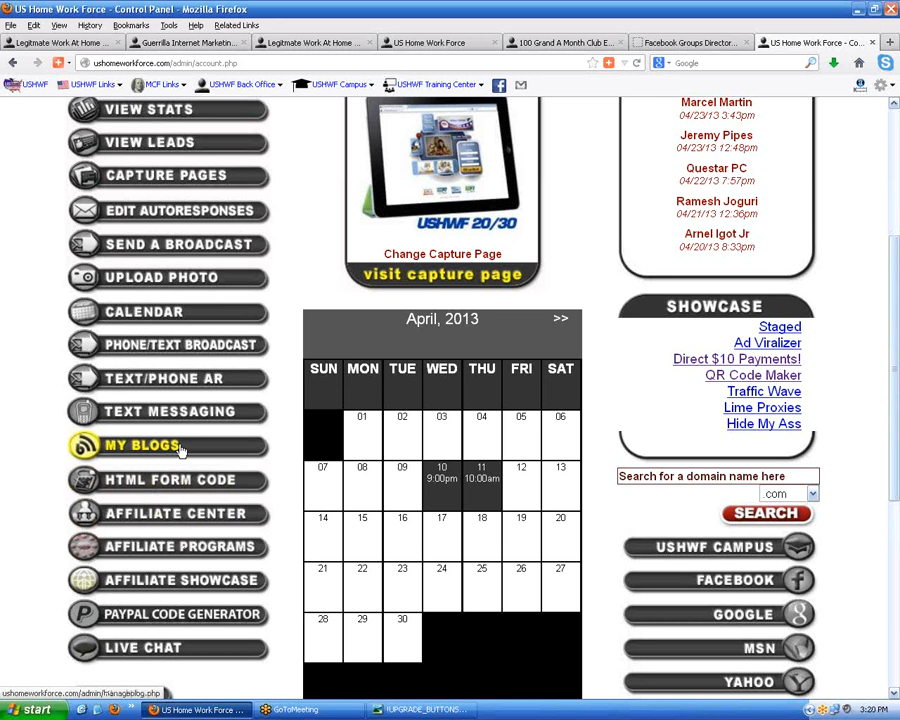 US Home Work Force - Control Panel - Mozilla Firefox
File Edit View History Bookmarks Tools Help Related Links
Legitmate Work At Home ... Guerrilla Internet Marketin... Legitmate Work At Home ... US Home Work Force 100 Grand A Month Club E... Facebook Groups Director... US Home Work Force - Co...
ushomeworkforce.com/admin/account.php Google
USHWF USHWF Links MCF Links USHWF Back Office USHWF Campus USHWF Training Center
VIEW STATS
VIEW LEADS
CAPTURE PAGES
EDIT AUTORESPONSES
SEND A BROADCAST
UPLOAD PHOTO
CALENDAR
PHONE/TEXT BROADCAST
TEXT/PHONE AR
TEXT MESSAGING
MY BLOGS
HTML FORM CODE
AFFILIATE CENTER
AFFILIATE PROGRAMS
AFFILIATE SHOWCASE
PAYPAL CODE GENERATOR
LIVE CHAT
USHWF 20/30
Change Capture Page
visit capture page
April, 2013 >>
SUN MON TUE WED THU FRI SAT
01 02 03 04 05 06
07 08 09 10 11 12 13
9:00pm 10:00am
14 15 16 17 18 19 20
21 22 23 24 25 26 27
28 29 30
Marcel Martin
04/23/13 3:43pm
Jeremy Pipes
04/23/13 12:48pm
Questar PC
04/22/13 7:57pm
Ramesh Joguri
04/21/13 12:36pm
Arnel Igot Jr
04/20/13 8:33pm
SHOWCASE
Staged
Ad Viralizer
Direct $10 Payments!
QR Code Maker
Traffic Wave
Lime Proxies
Hide My Ass
Search for a domain name here
.com
SEARCH
USHWF CAMPUS
FACEBOOK
GOOGLE
MSN
YAHOO
ushomeworkforce.com/admin/manageblog.php
start US Home Work Force ... GoToMeeting !UPGRADE_BUTTONS... 3:20 PM